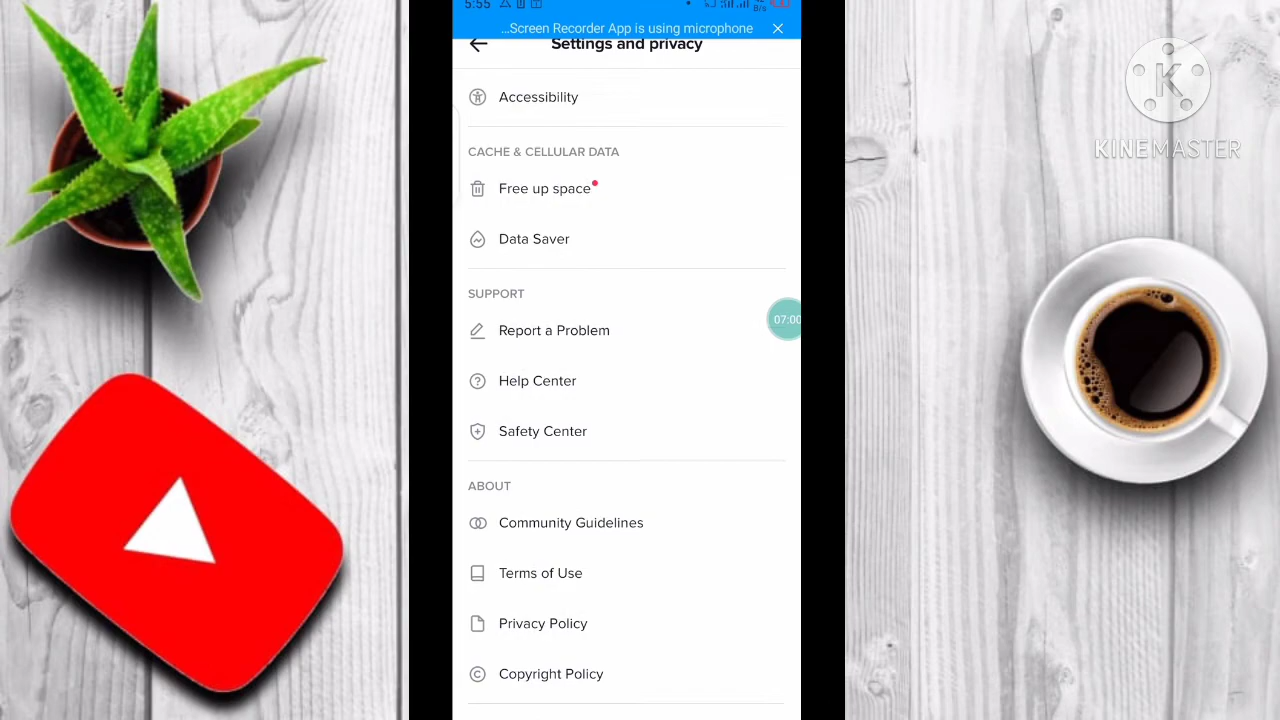 5:55
...Screen Recorder App is using microphone
Settings and privacy
Accessibility
CACHE & CELLULAR DATA
Free up space
Data Saver
SUPPORT
07:00
Report a Problem
Help Center
Safety Center
ABOUT
Community Guidelines
Terms of Use
Privacy Policy
Copyright Policy
K
KINEMASTER